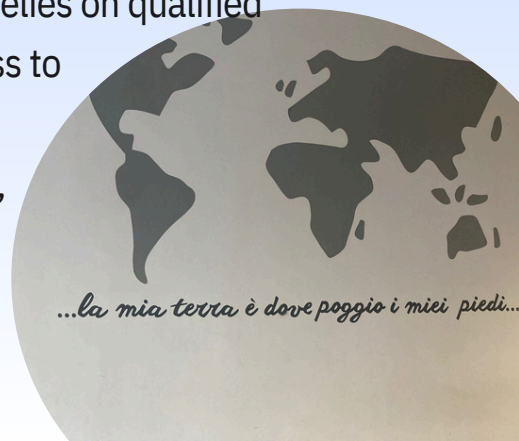 elies on qualified
ss to
,
...la mia terra è dove poggio i miei piedi...